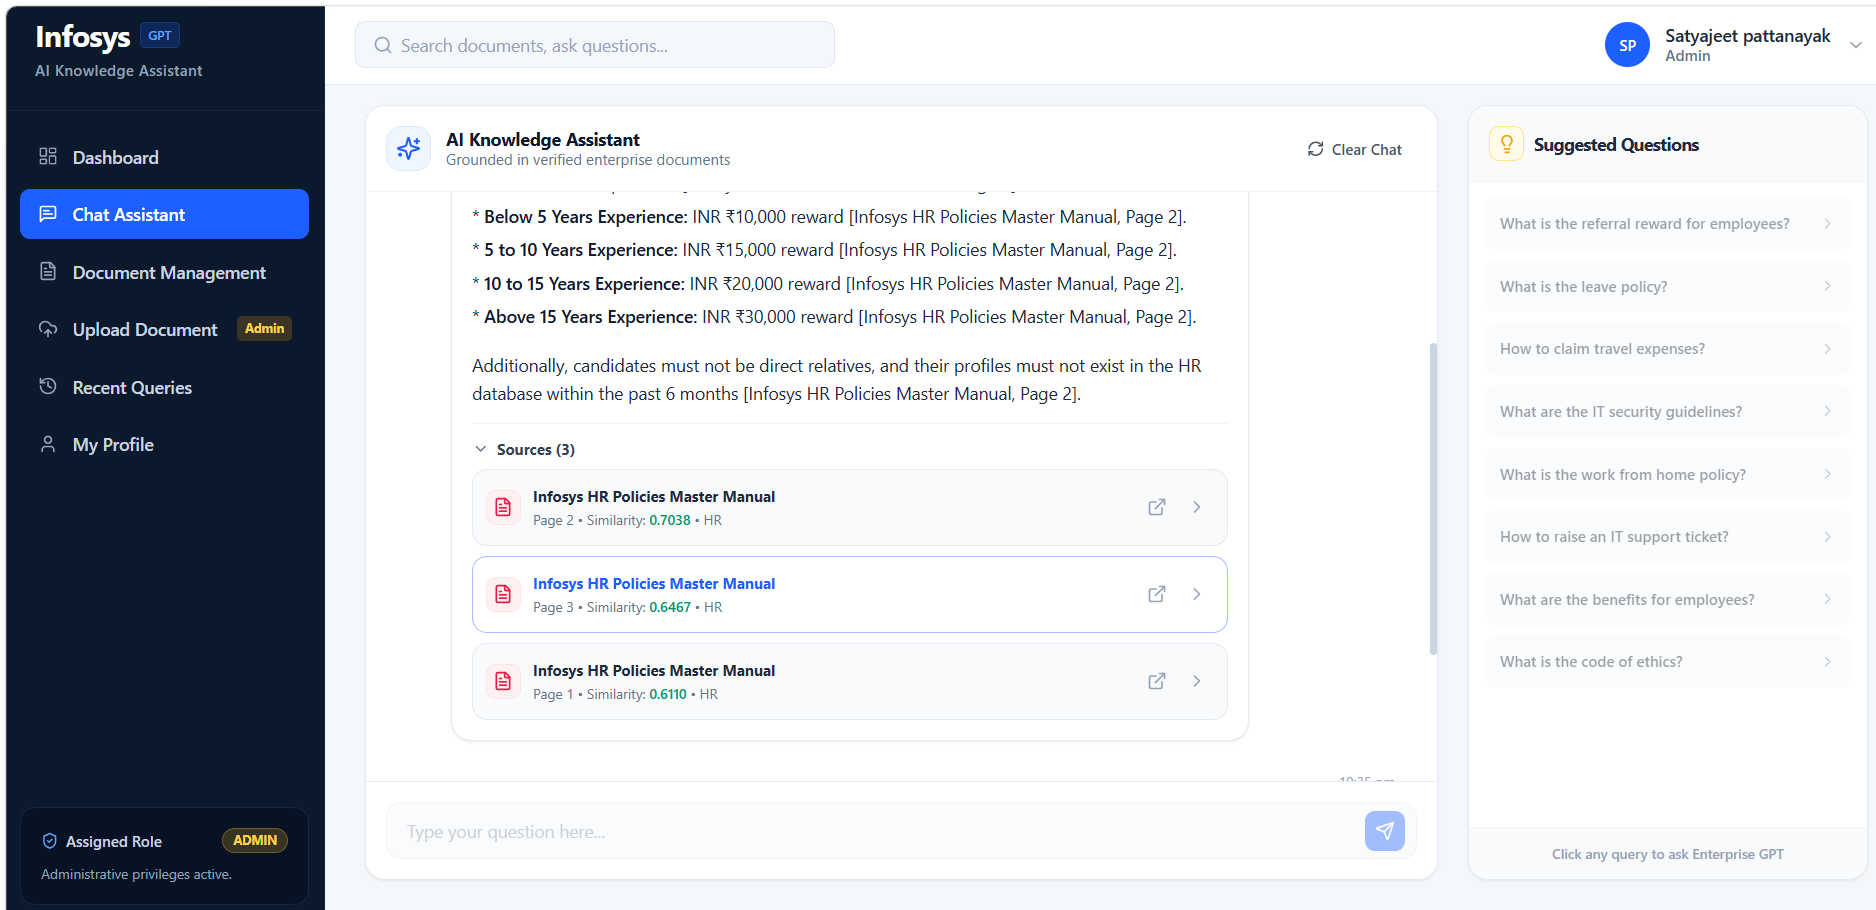 Infosys GPT
AI Knowledge Assistant
Dashboard
Chat Assistant
Document Management
Upload Document Admin
Recent Queries
My Profile
Assigned Role ADMIN
Administrative privileges active.
Search documents, ask questions...
SP
Satyajeet pattanayak
Admin
AI Knowledge Assistant
Grounded in verified enterprise documents
Clear Chat
* Below 5 Years Experience: INR ₹10,000 reward [Infosys HR Policies Master Manual, Page 2].
* 5 to 10 Years Experience: INR ₹15,000 reward [Infosys HR Policies Master Manual, Page 2].
* 10 to 15 Years Experience: INR ₹20,000 reward [Infosys HR Policies Master Manual, Page 2].
* Above 15 Years Experience: INR ₹30,000 reward [Infosys HR Policies Master Manual, Page 2].
Additionally, candidates must not be direct relatives, and their profiles must not exist in the HR
database within the past 6 months [Infosys HR Policies Master Manual, Page 2].
Sources (3)
Infosys HR Policies Master Manual
Page 2 • Similarity: 0.7038 • HR
Infosys HR Policies Master Manual
Page 3 • Similarity: 0.6467 • HR
Infosys HR Policies Master Manual
Page 1 • Similarity: 0.6110 • HR
Type your question here...
Suggested Questions
What is the referral reward for employees?
What is the leave policy?
How to claim travel expenses?
What are the IT security guidelines?
What is the work from home policy?
How to raise an IT support ticket?
What are the benefits for employees?
What is the code of ethics?
Click any query to ask Enterprise GPT